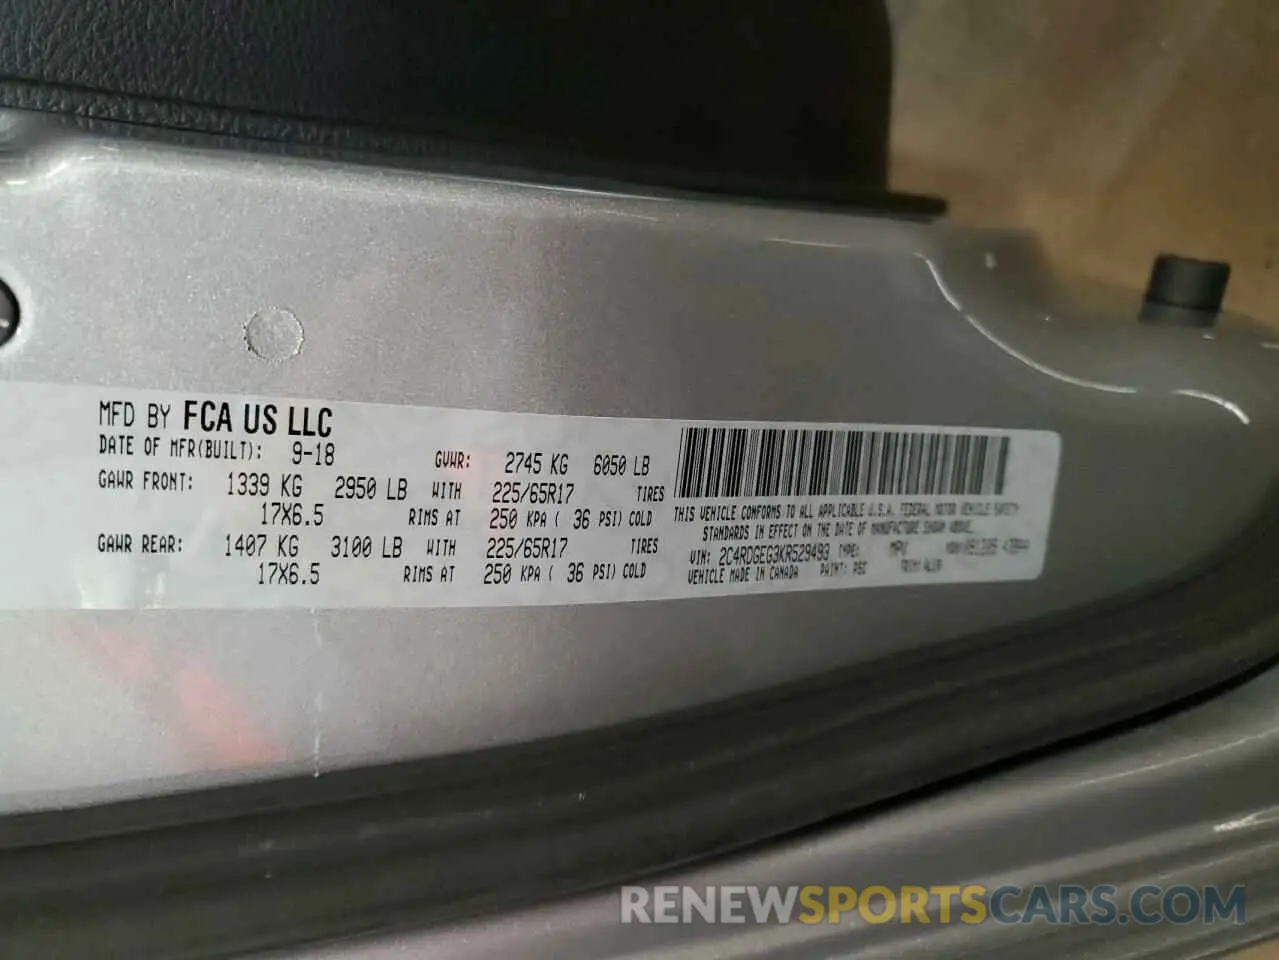 MFD BY FCA US LLC
DATE OF MFR(BUILT): 9-18 GVWR: 2745 KG 6050 LB
GAWR FRONT: 1339 KG 2950 LB WITH 225/65R17 TIRES
17X6.5 RIMS AT 250 KPA ( 36 PSI) COLD
GAWR REAR: 1407 KG 3100 LB WITH 225/65R17 TIRES
17X6.5 RIMS AT 250 KPA ( 36 PSI) COLD
THIS VEHICLE CONFORMS TO ALL APPLICABLE U.S.A. FEDERAL MOTOR VEHICLE SAFETY
STANDARDS IN EFFECT ON THE DATE OF MANUFACTURE SHOWN ABOVE.
VIN: 2C4RDGEG3KR529493 TYPE: MPV
VEHICLE MADE IN CANADA PAINT: PSC TRIM:
RENEWSPORTSCARS.COM